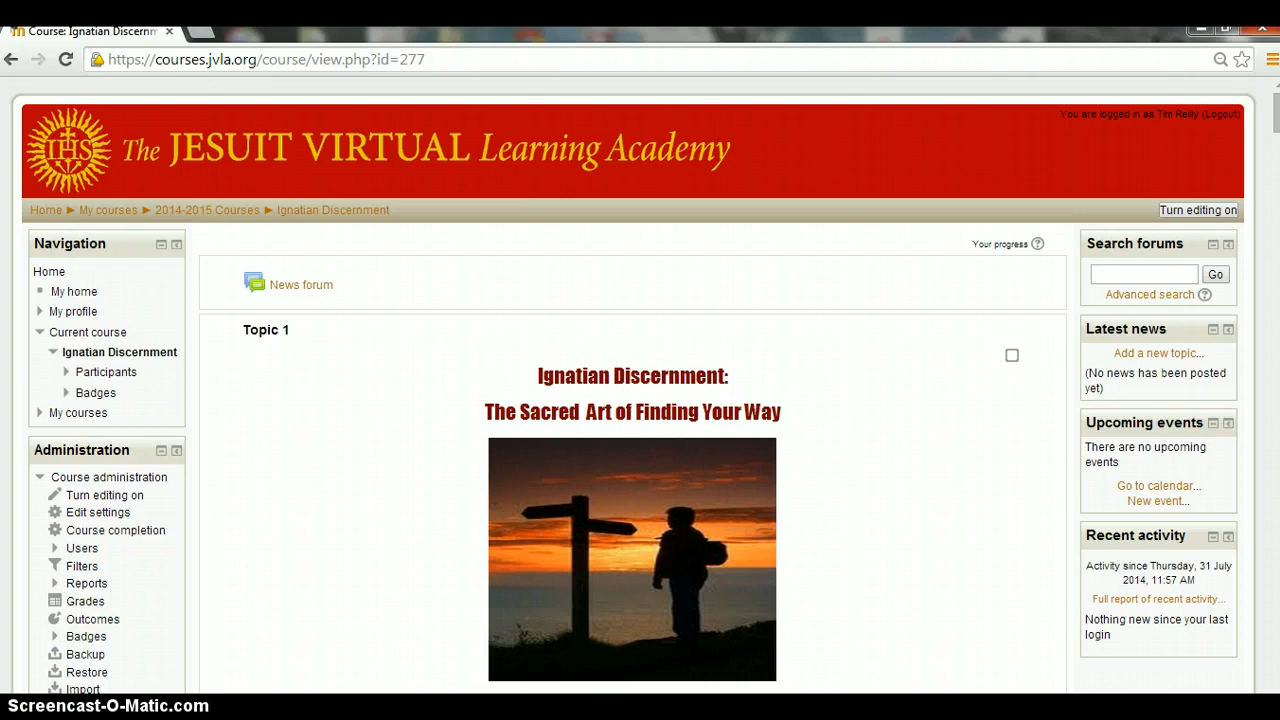 Course: Ignatian Discernm
https://courses.jvla.org/course/view.php?id=277
You are logged in as Tim Reilly (Logout)
IHS
The JESUIT VIRTUAL Learning Academy
Home ► My courses ► 2014-2015 Courses ► Ignatian Discernment
Turn editing on
Navigation
Home
My home
My profile
Current course
Ignatian Discernment
Participants
Badges
My courses
Administration
Course administration
Turn editing on
Edit settings
Course completion
Users
Filters
Reports
Grades
Outcomes
Badges
Backup
Restore
Import
Your progress
News forum
Topic 1
Ignatian Discernment:
The Sacred Art of Finding Your Way
Search forums
Go
Advanced search
Latest news
Add a new topic...
(No news has been posted
yet)
Upcoming events
There are no upcoming
events
Go to calendar...
New event...
Recent activity
Activity since Thursday, 31 July
2014, 11:57 AM
Full report of recent activity...
Nothing new since your last
login
Screencast-O-Matic.com